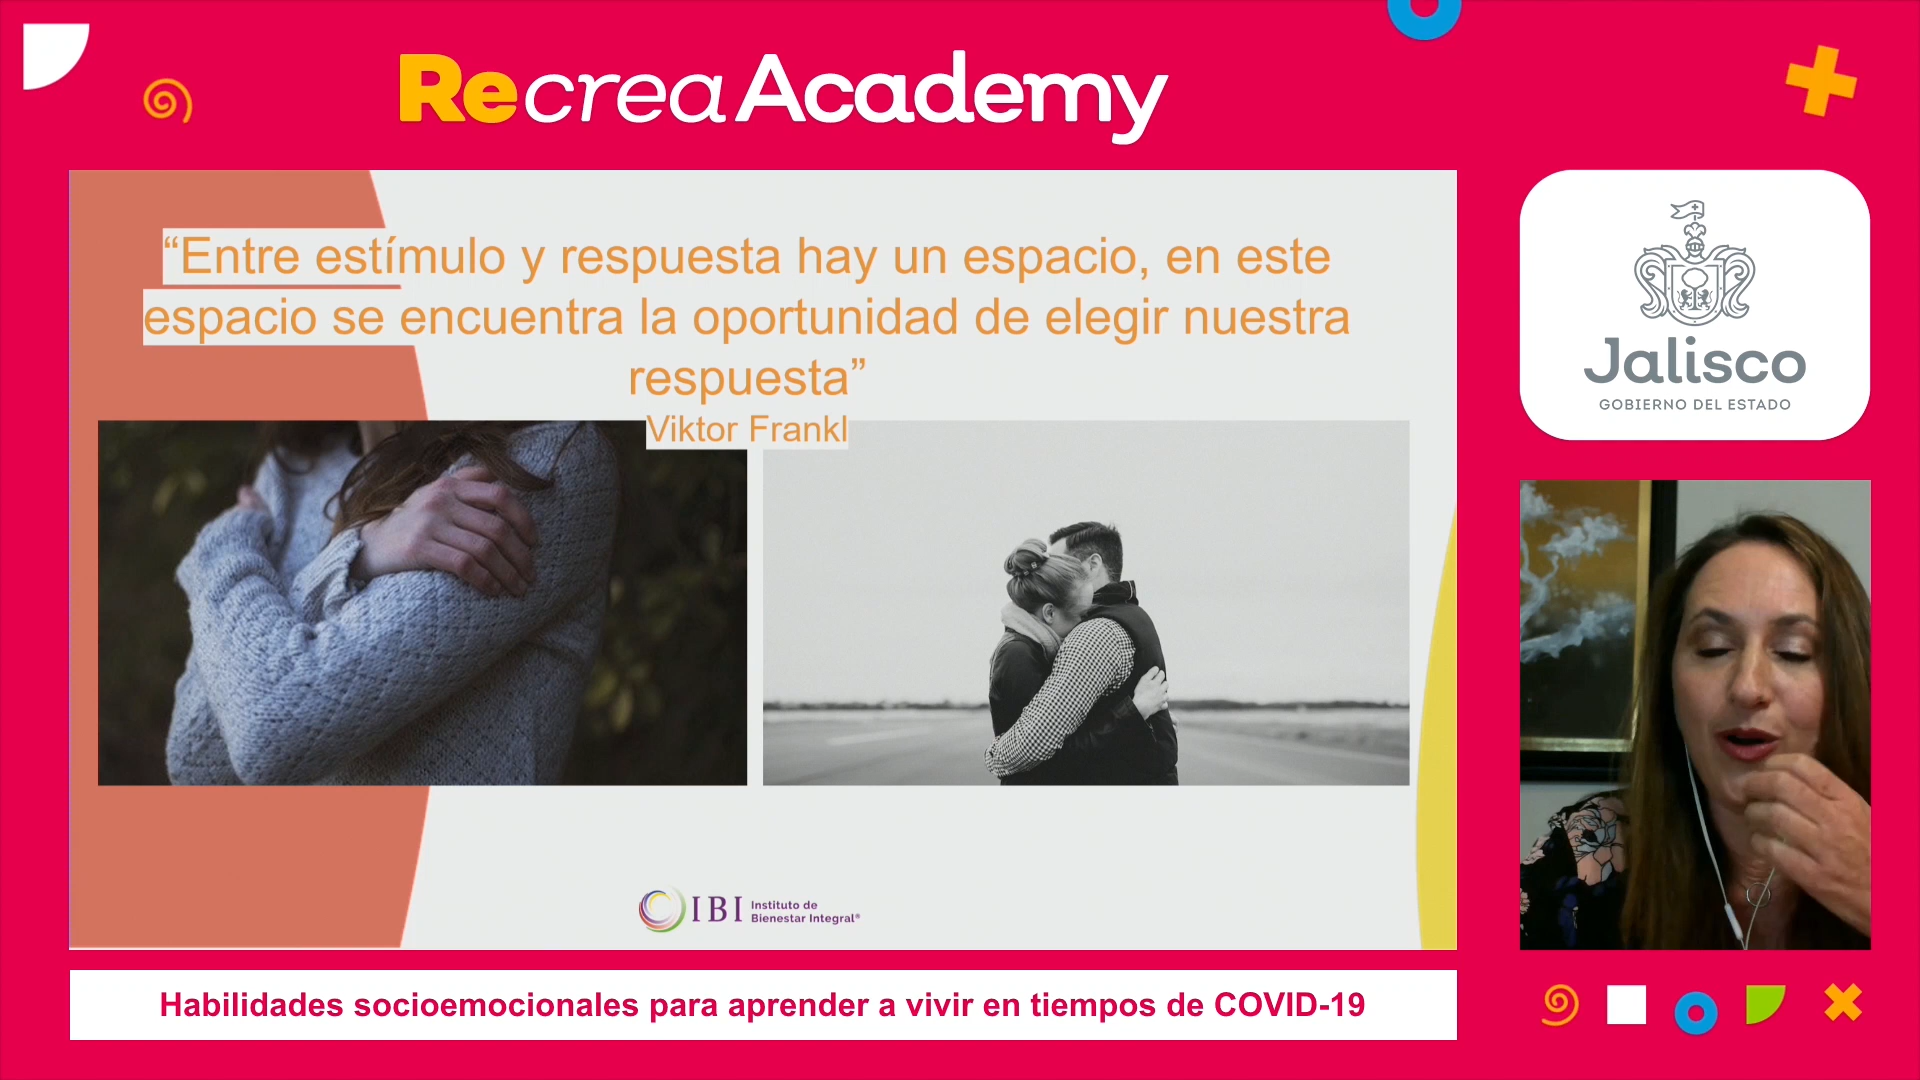 Recrea Academy
“Entre estímulo y respuesta hay un espacio, en este
espacio se encuentra la oportunidad de elegir nuestra
respuesta”
Viktor Frankl
IBI Instituto de
Bienestar Integral®
Jalisco
GOBIERNO DEL ESTADO
Habilidades socioemocionales para aprender a vivir en tiempos de COVID-19